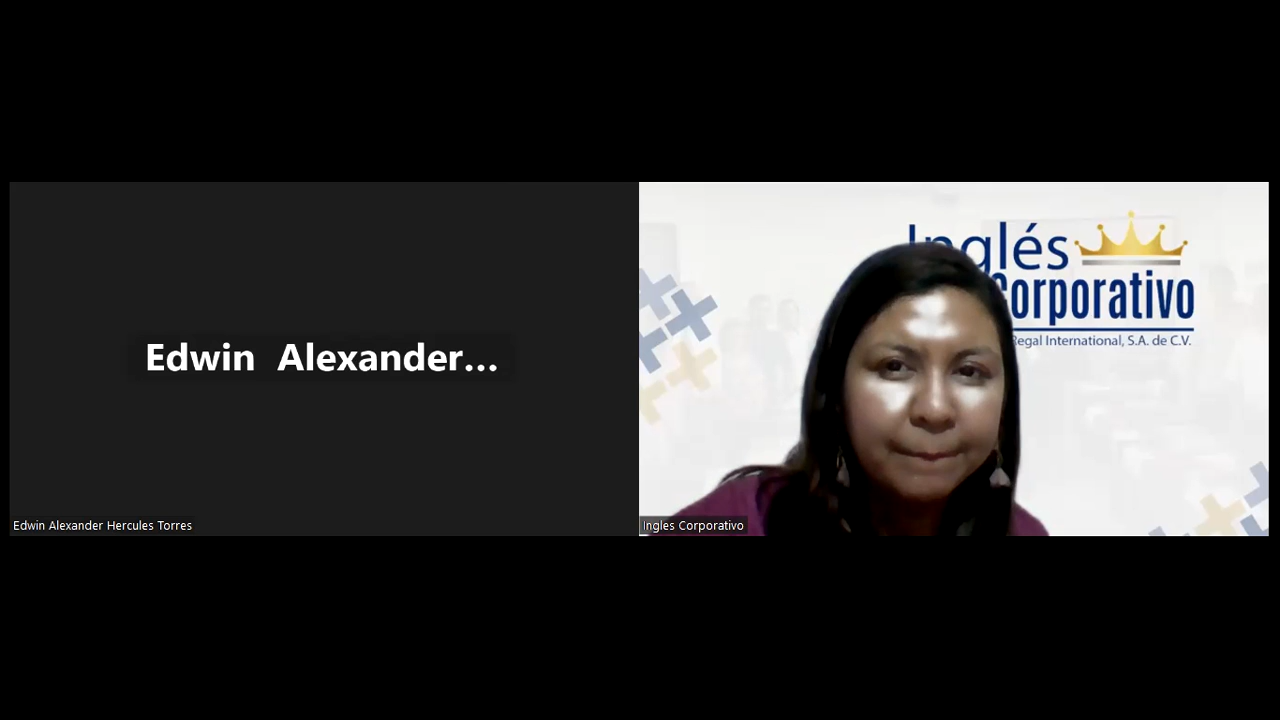 Edwin Alexander...
Edwin Alexander Hercules Torres
Inglés
Corporativo
Regal International, S.A. de C.V.
Ingles Corporativo